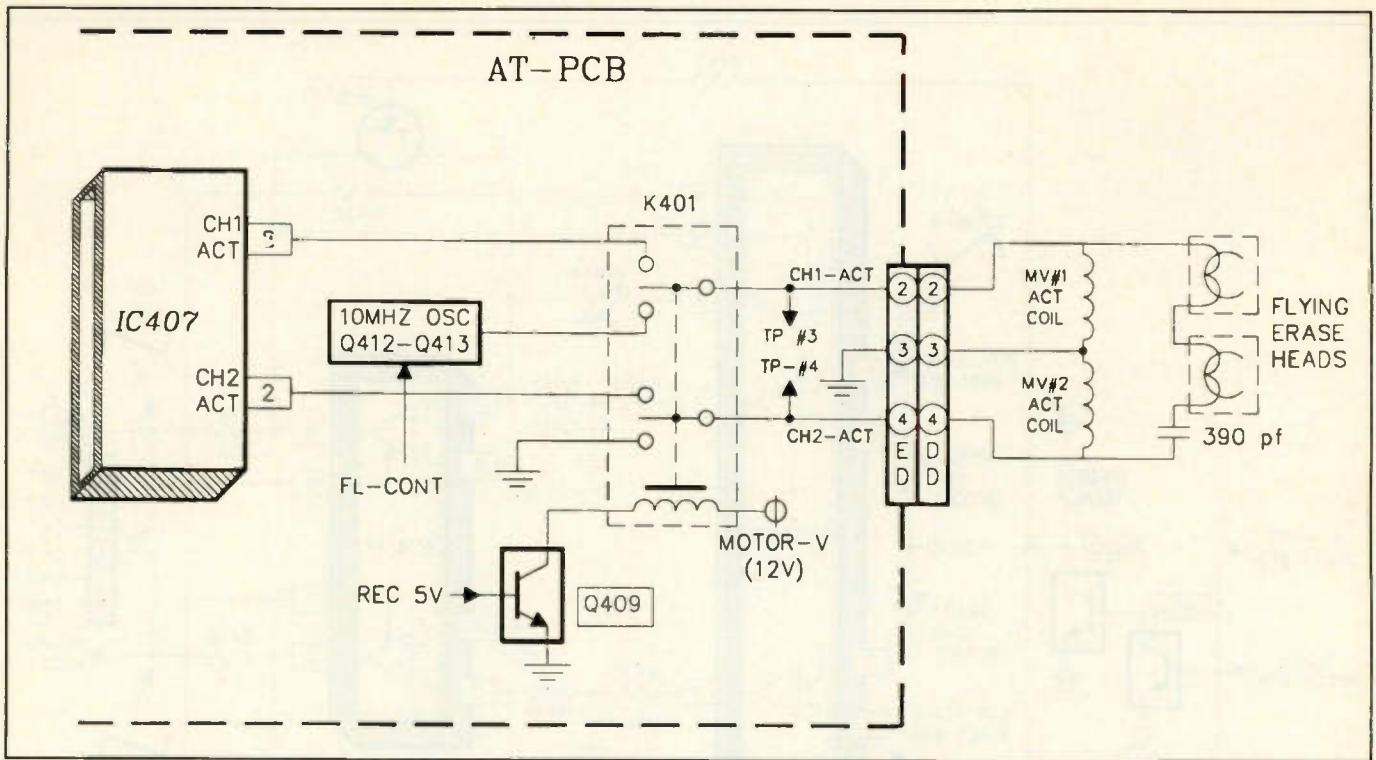 AT-PCB
K401
CH1
ACT
IC407
10MHZ OSC
Q412-Q413
CH2
ACT
2
FL-CONT
CH1-ACT
TP #3
TP-#4
CH2-ACT
2 2
3 3
4 4
E D
D D
MV#1
ACT
COIL
MV#2
ACT
COIL
FLYING
ERASE
HEADS
390 pf
MOTOR-V
(12V)
REC 5V
Q409